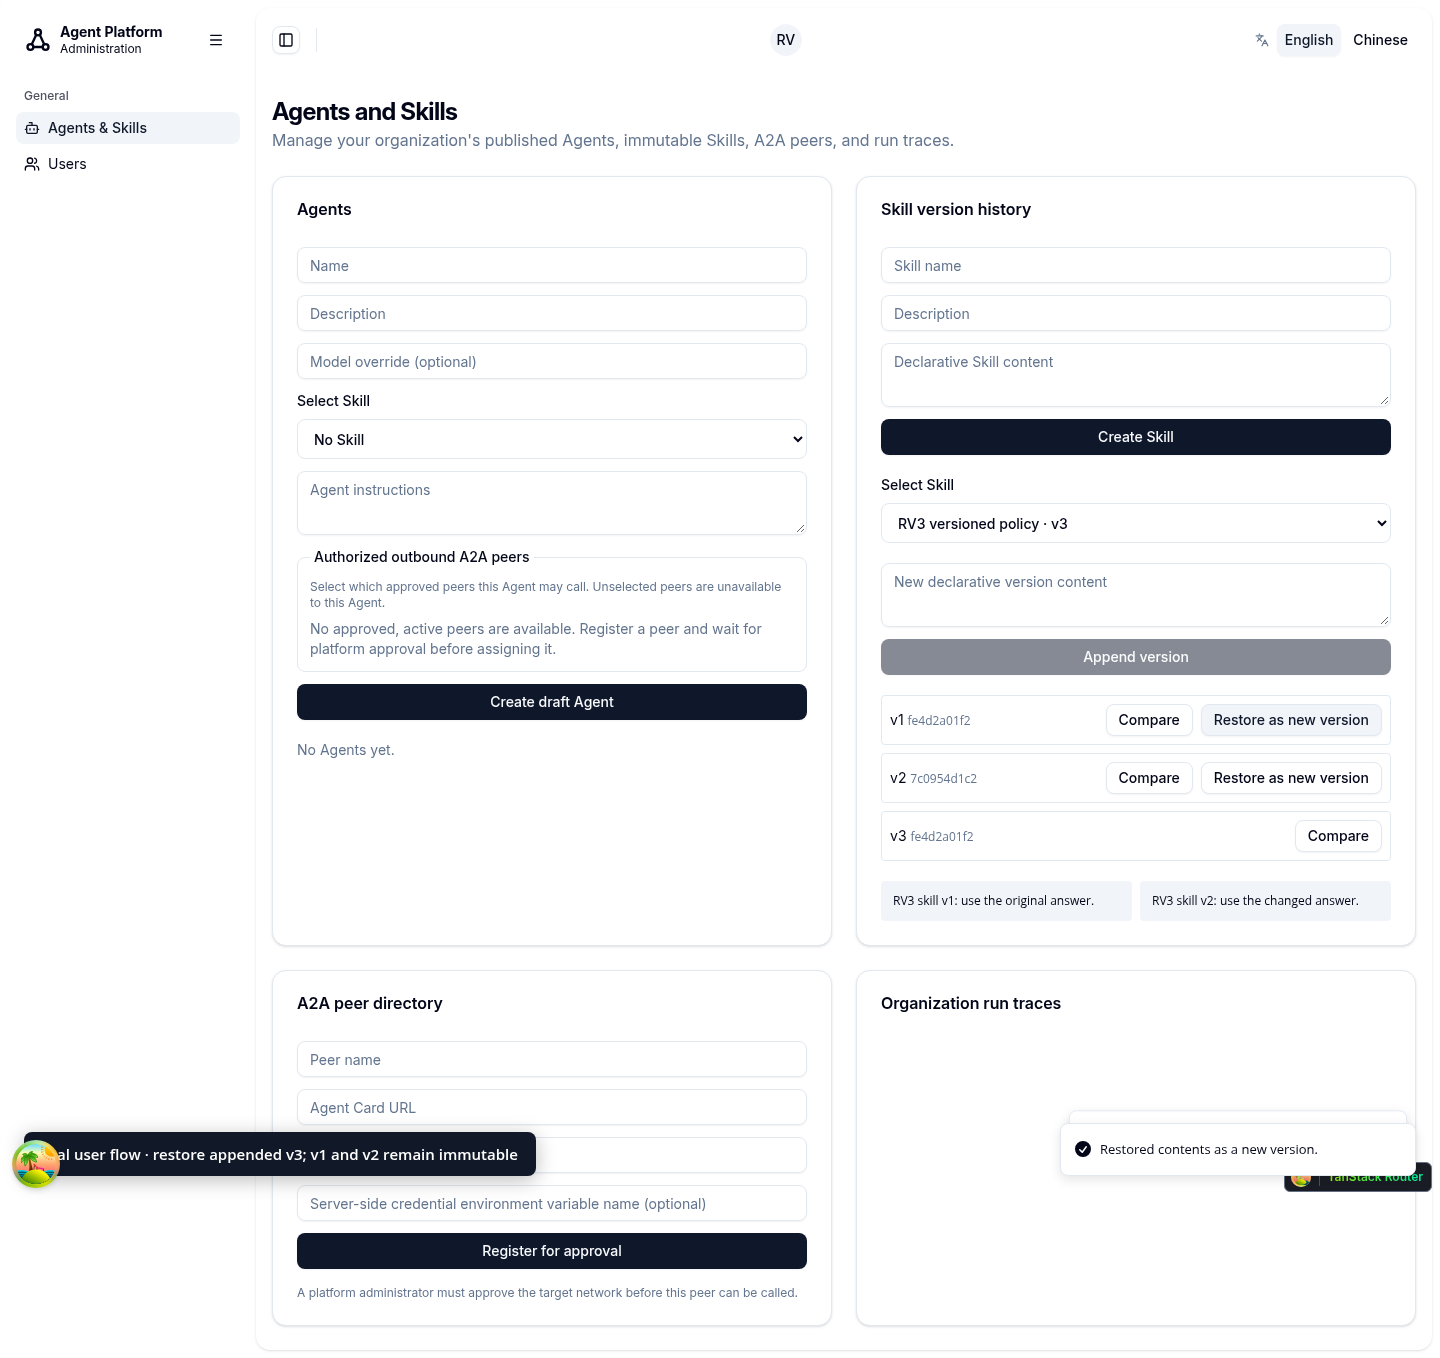 Agent Platform
Administration
General
Agents & Skills
Users
RV
English
Chinese
Agents and Skills
Manage your organization's published Agents, immutable Skills, A2A peers, and run traces.
Agents
Name
Description
Model override (optional)
Select Skill
No Skill
Agent instructions
Authorized outbound A2A peers
Select which approved peers this Agent may call. Unselected peers are unavailable
to this Agent.
No approved, active peers are available. Register a peer and wait for
platform approval before assigning it.
Create draft Agent
No Agents yet.
Skill version history
Skill name
Description
Declarative Skill content
Create Skill
Select Skill
RV3 versioned policy · v3
New declarative version content
Append version
v1 fe4d2a01f2 Compare Restore as new version
v2 7c0954d1c2 Compare Restore as new version
v3 fe4d2a01f2 Compare
RV3 skill v1: use the original answer.
RV3 skill v2: use the changed answer.
A2A peer directory
Peer name
Agent Card URL
user flow · restore appended v3; v1 and v2 remain immutable
Server-side credential environment variable name (optional)
Register for approval
A platform administrator must approve the target network before this peer can be called.
Organization run traces
Restored contents as a new version.
TanStack Router